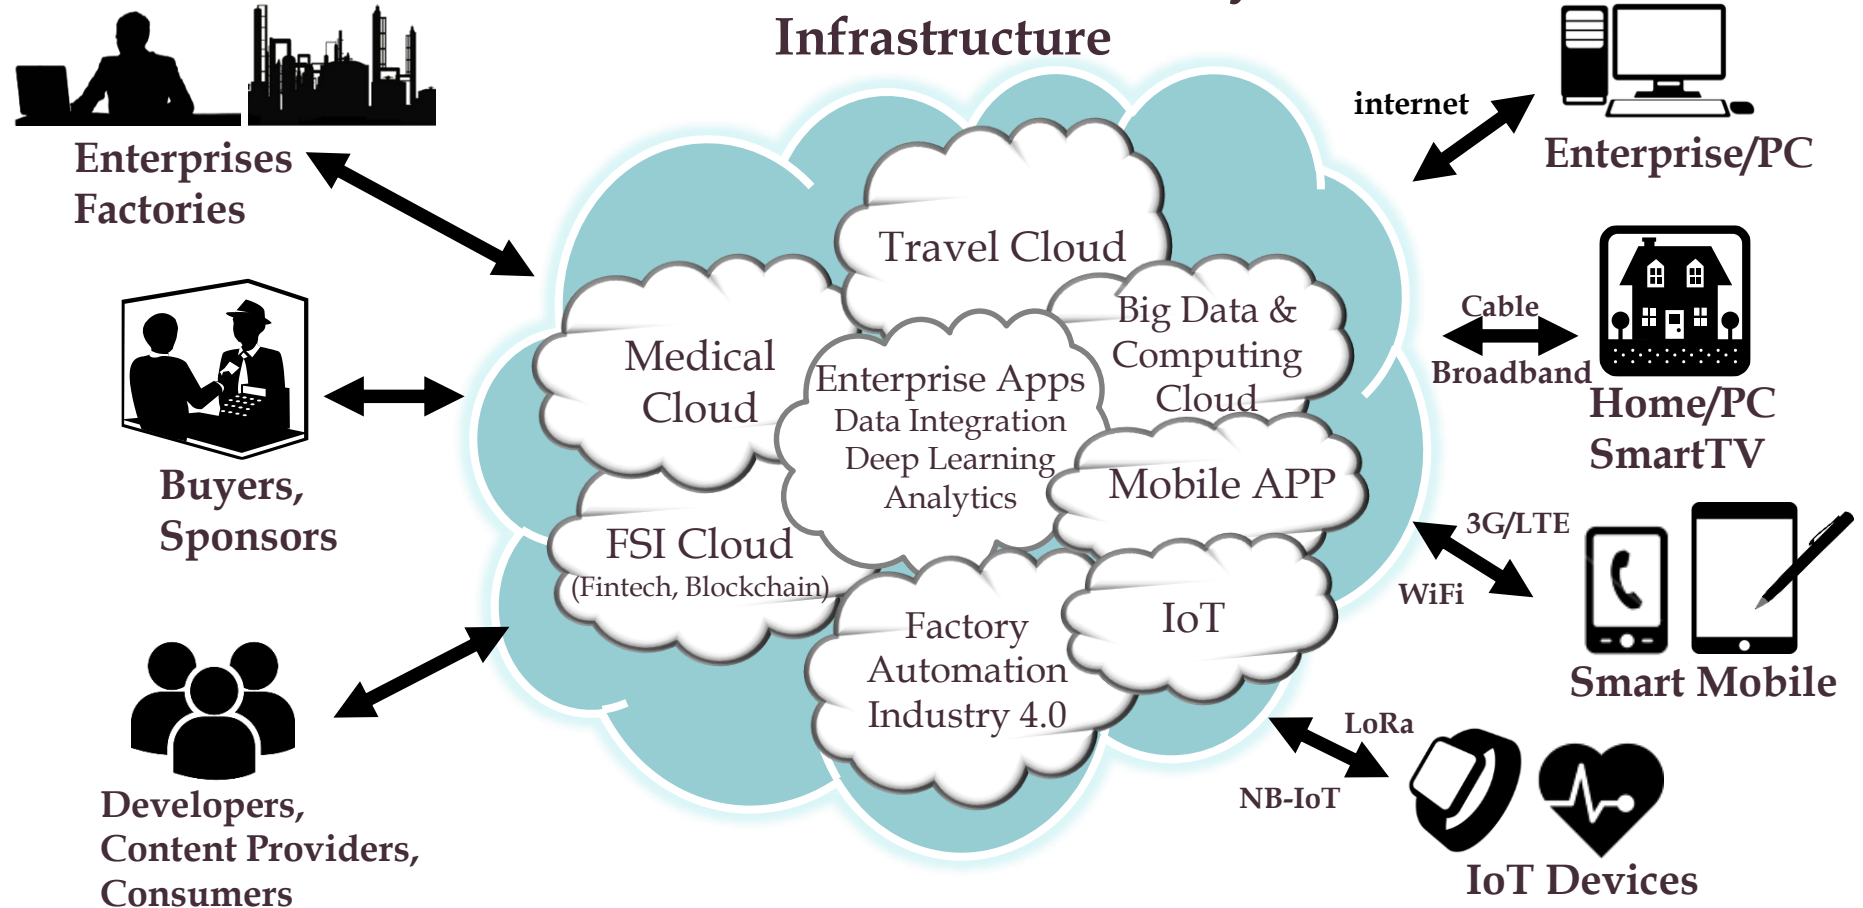 Infrastructure
Enterprises
Factories
Buyers,
Sponsors
Developers,
Content Providers,
Consumers
Travel Cloud
Medical
Cloud
Big Data &
Computing
Cloud
Enterprise Apps
Data Integration
Deep Learning
Analytics
Mobile APP
FSI Cloud
(Fintech, Blockchain)
IoT
Factory
Automation
Industry 4.0
internet
Enterprise/PC
Cable
Broadband
Home/PC
SmartTV
3G/LTE
WiFi
Smart Mobile
LoRa
NB-IoT
IoT Devices